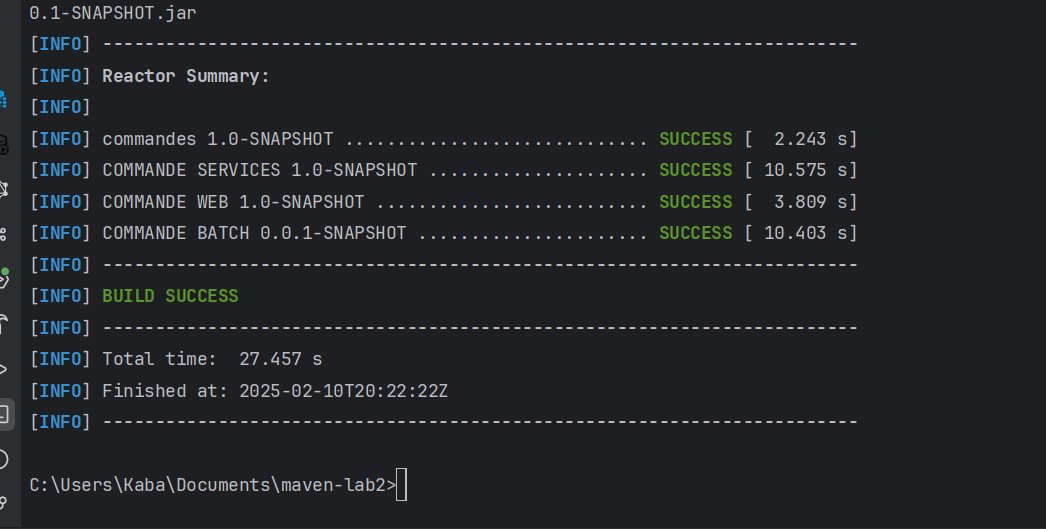 0.1-SNAPSHOT.jar
[INFO] ------------------------------------------------------------------------
[INFO] Reactor Summary:
[INFO]
[INFO] commandes 1.0-SNAPSHOT ............................. SUCCESS [  2.243 s]
[INFO] COMMANDE SERVICES 1.0-SNAPSHOT ..................... SUCCESS [ 10.575 s]
[INFO] COMMANDE WEB 1.0-SNAPSHOT .......................... SUCCESS [  3.809 s]
[INFO] COMMANDE BATCH 0.0.1-SNAPSHOT ...................... SUCCESS [ 10.403 s]
[INFO] ------------------------------------------------------------------------
[INFO] BUILD SUCCESS
[INFO] ------------------------------------------------------------------------
[INFO] Total time:  27.457 s
[INFO] Finished at: 2025-02-10T20:22:22Z
[INFO] ------------------------------------------------------------------------
C:\Users\Kaba\Documents\maven-lab2>